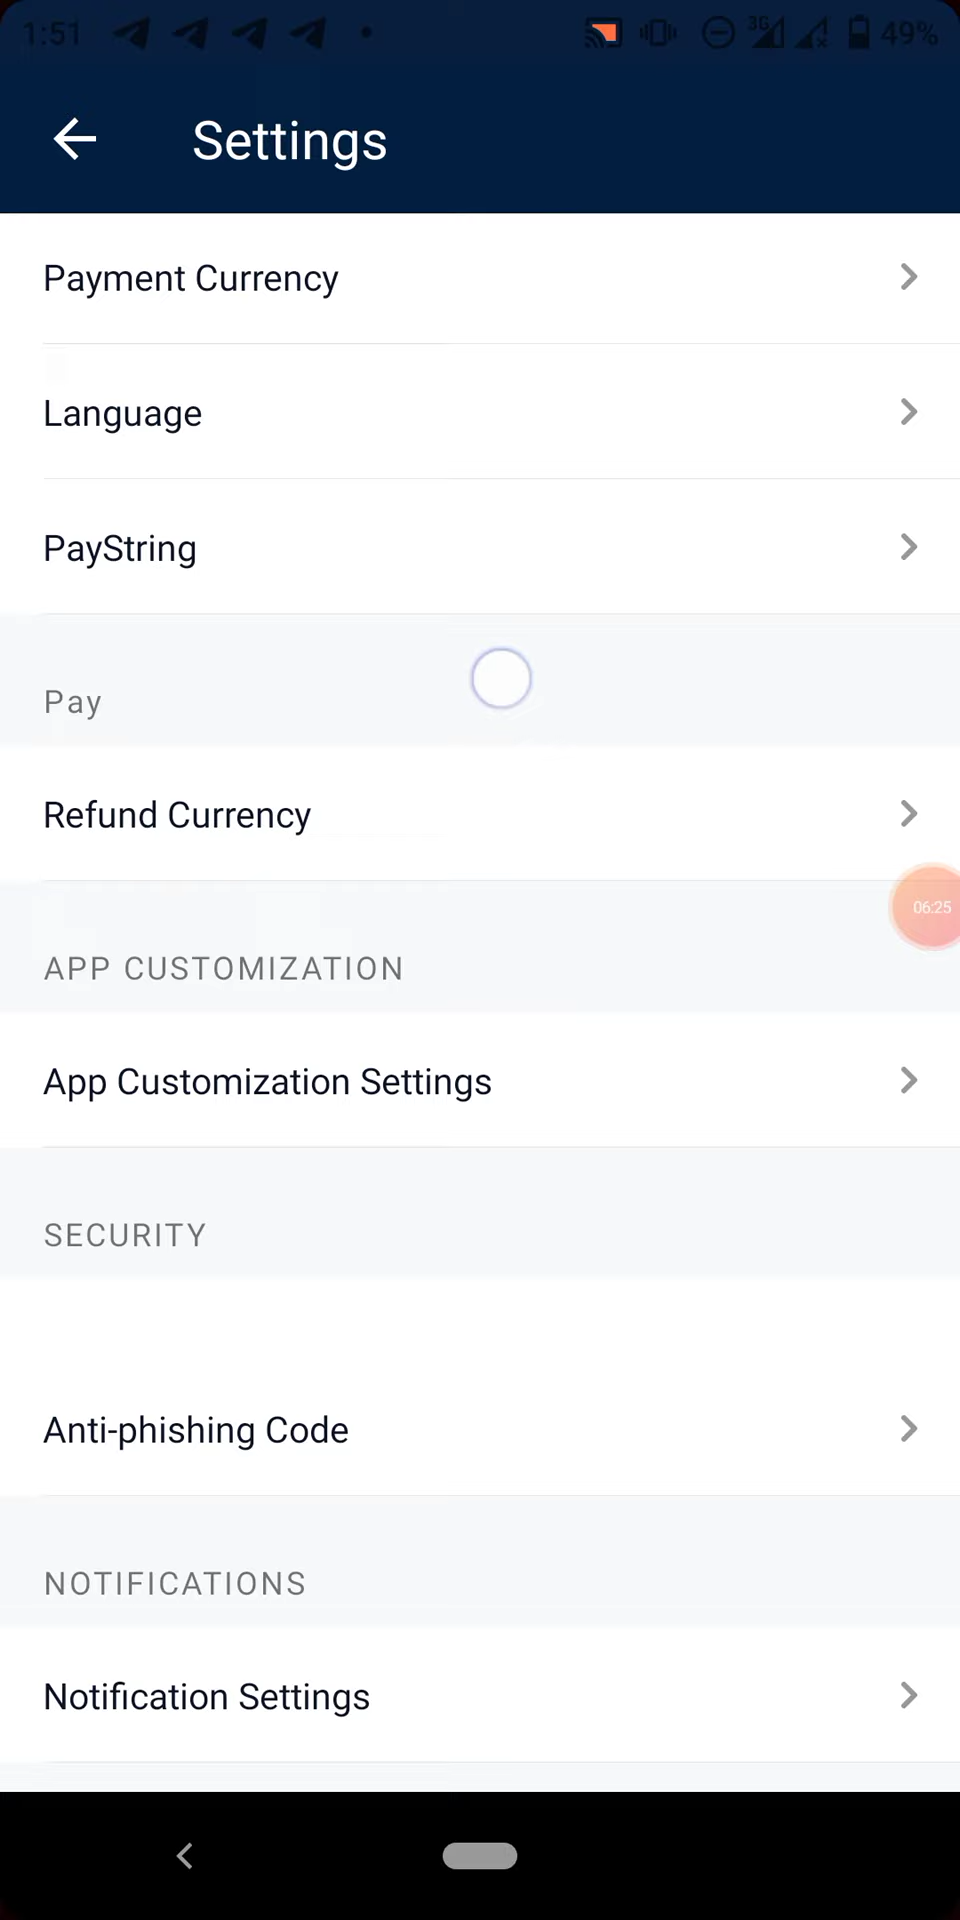 1:51
3G
49%
Settings
Payment Currency
Language
PayString
Pay
Refund Currency
06:25
APP CUSTOMIZATION
App Customization Settings
SECURITY
Anti-phishing Code
NOTIFICATIONS
Notification Settings